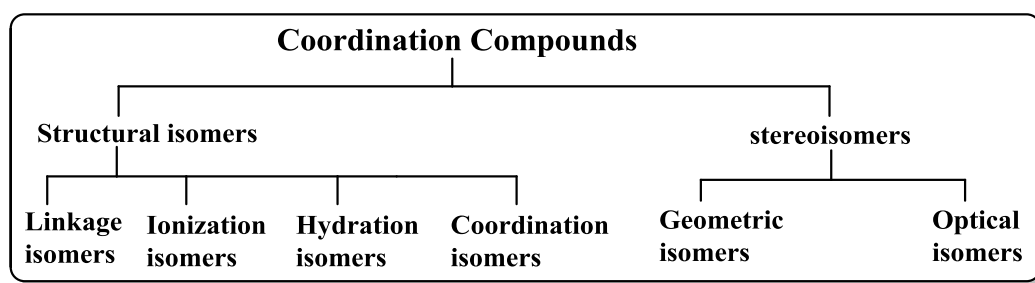 Coordination Compounds
Structural isomers
stereoisomers
Linkage
isomers
Ionization
isomers
Hydration
isomers
Coordination
isomers
Geometric
isomers
Optical
isomers